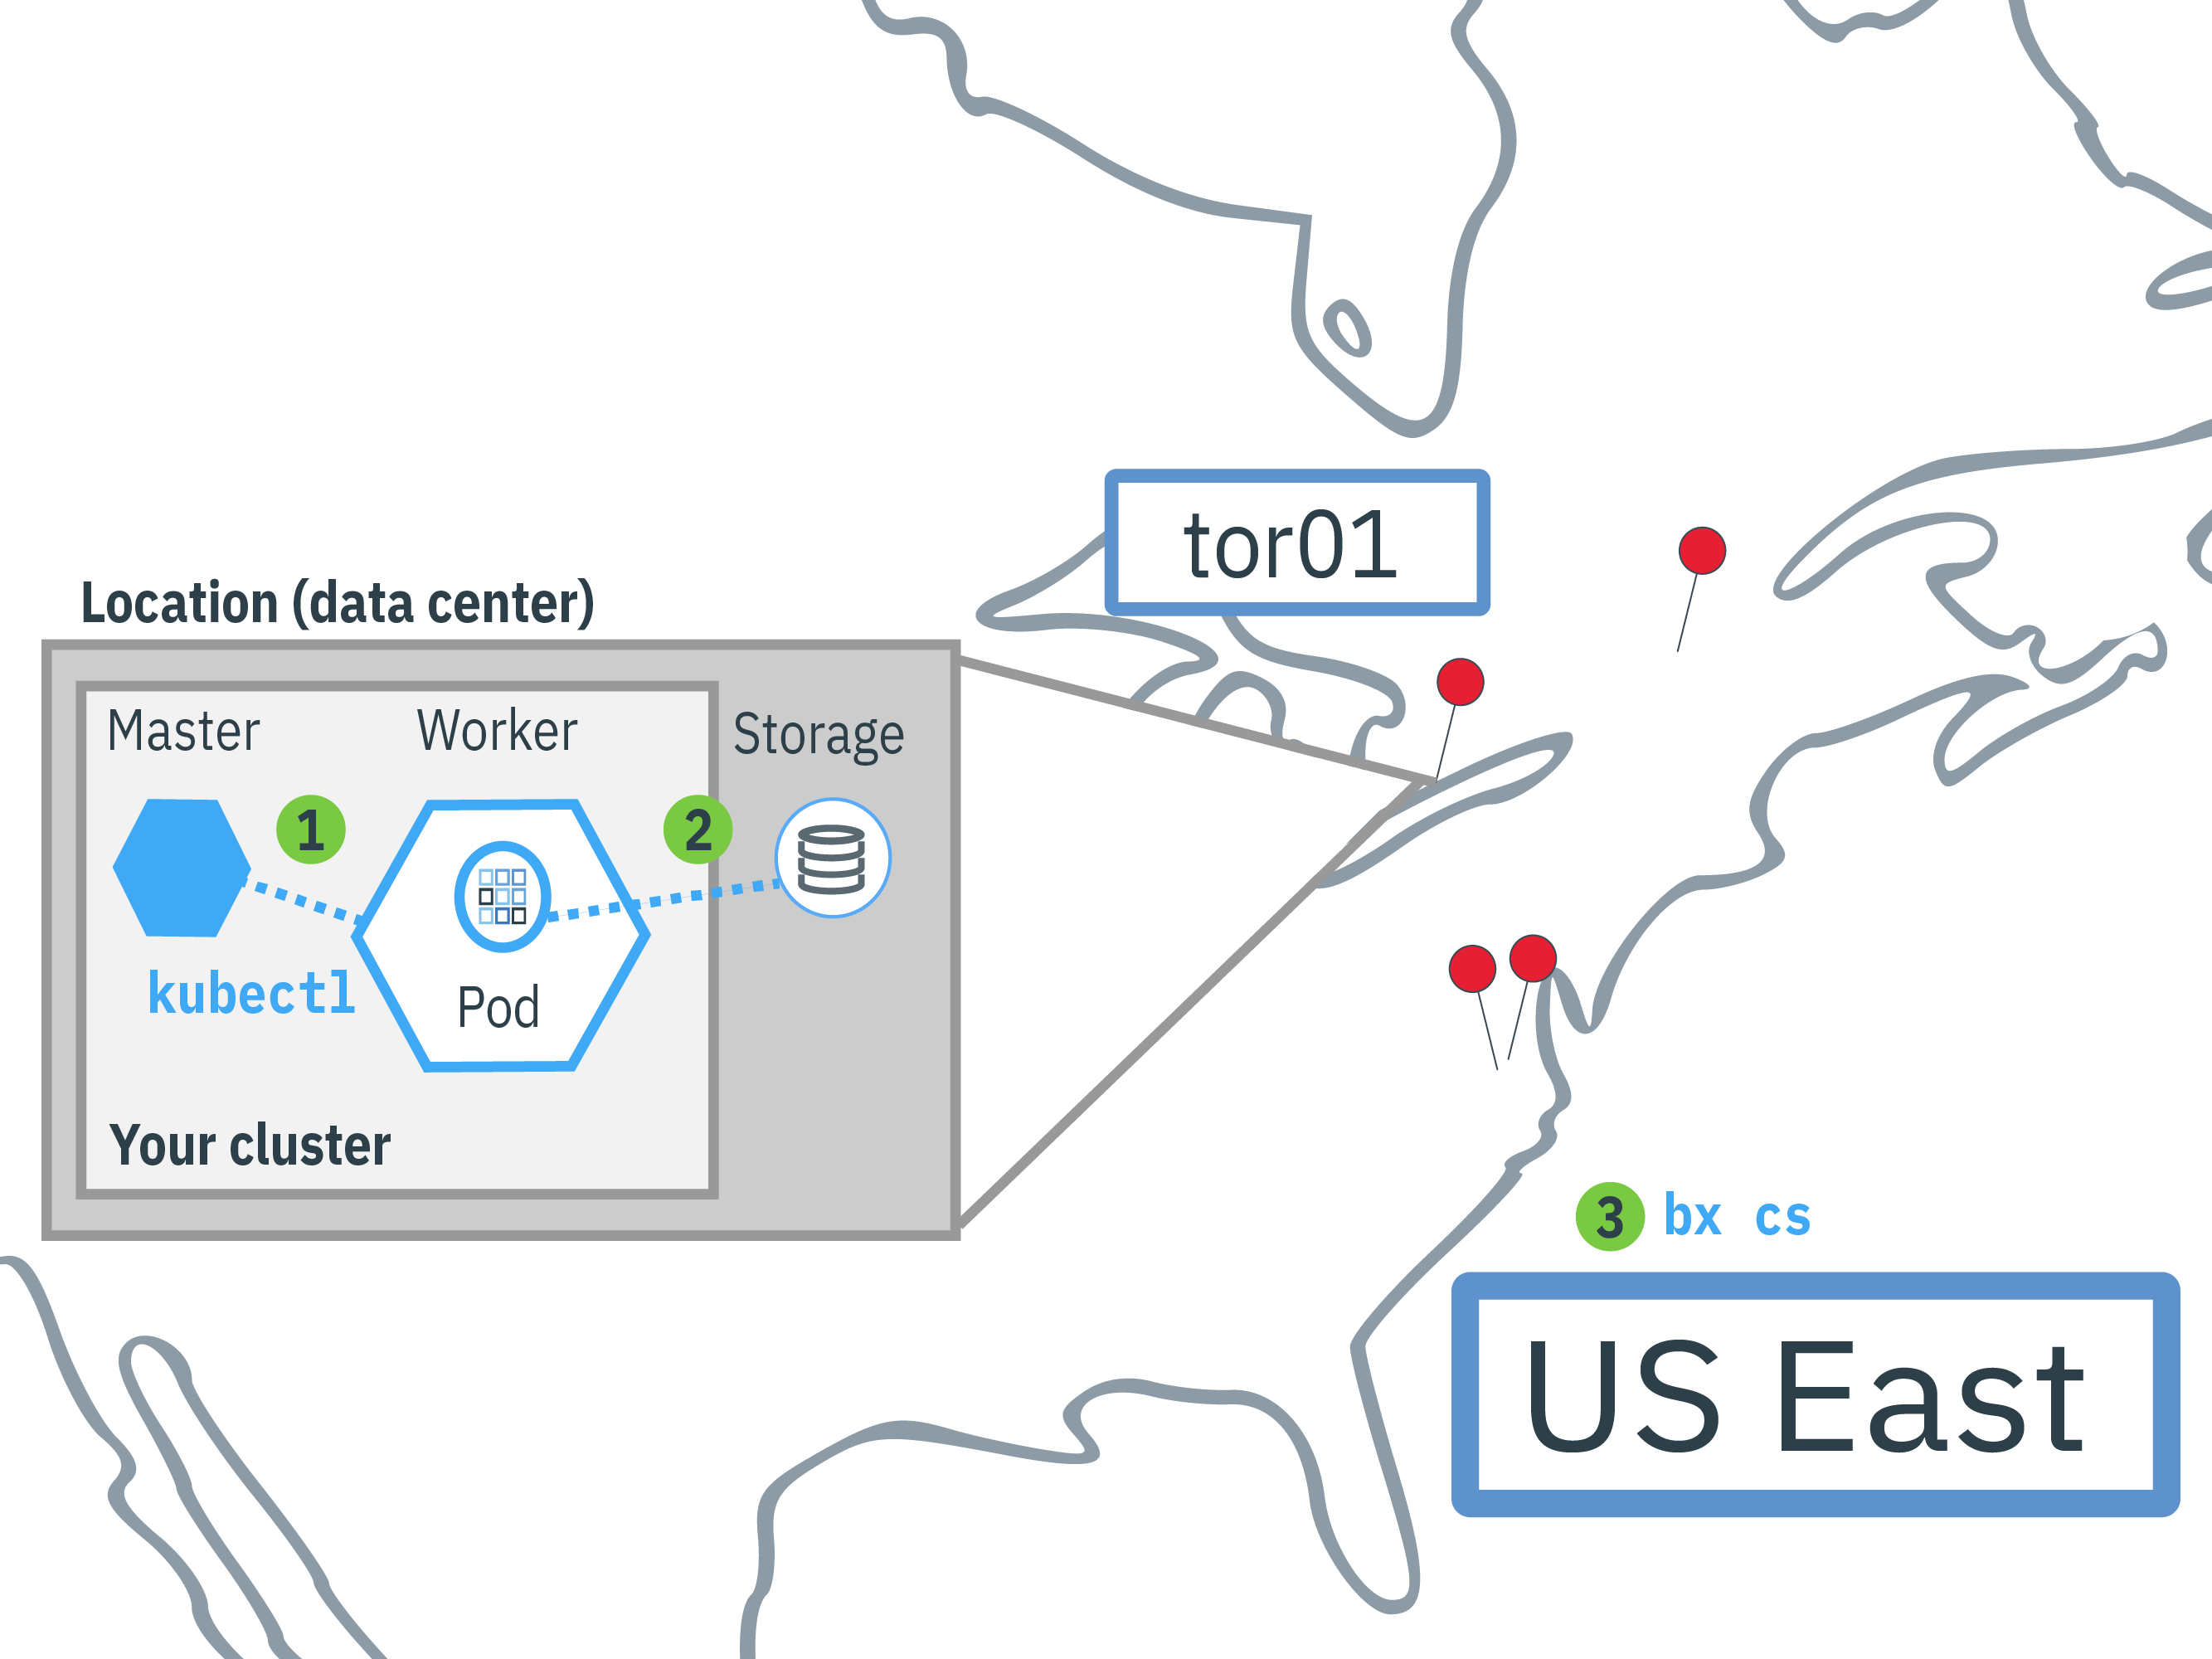 tor01
Location (data center)
Master
Worker
Storage
1
2
kubectl
Pod
Your cluster
3 bx cs
US East